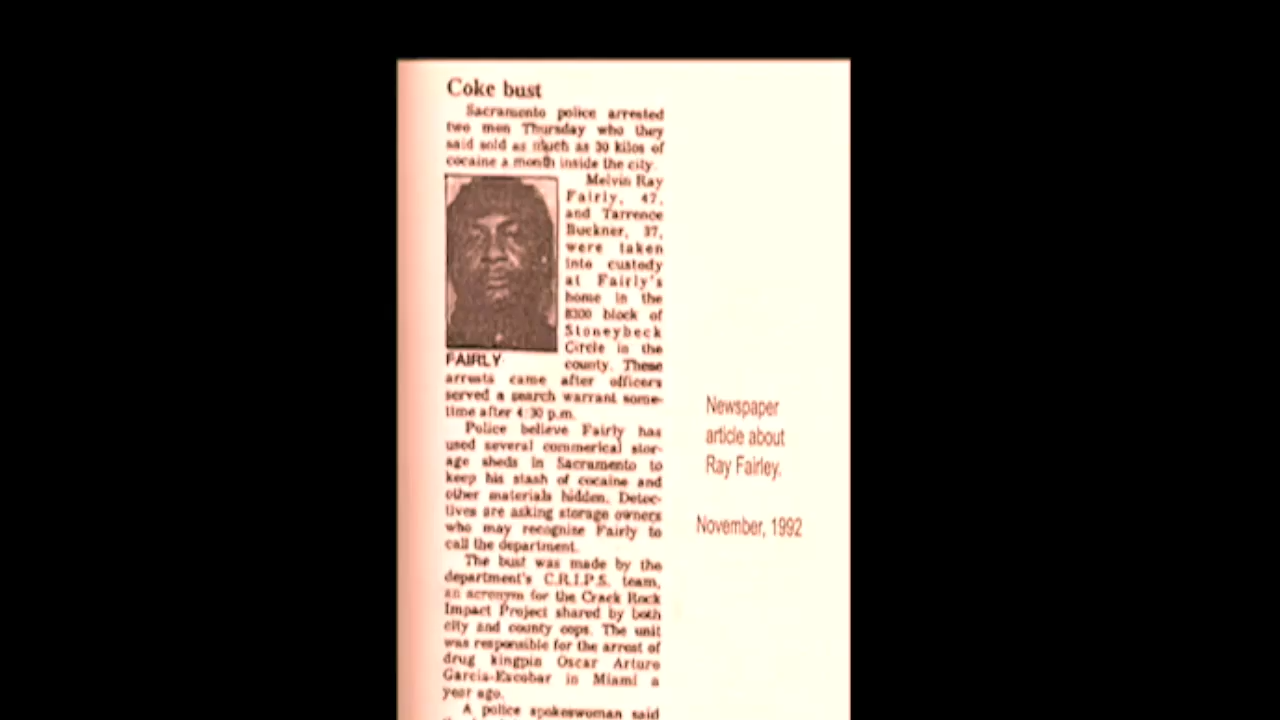 Coke bust
Sacramento police arrested
two men Thursday who they
said sold as much as 30 kilos of
cocaine a month inside the city.
Melvin Ray
Fairly, 47,
and Tarrence
Buckner, 37,
were taken
into custody
at Fairly's
home in the
8300 block of
Stoneybeck
Circle in the
FAIRLY
county. These
arrests came after officers
served a search warrant some-
time after 4:30 p.m.
Police believe Fairly has
used several commerical stor-
age sheds in Sacramento to
keep his stash of cocaine and
other materials hidden. Detec-
tives are asking storage owners
who may recognize Fairly to
call the department.
The bust was made by the
department's C.R.I.P.S. team,
an acronym for the Crack Rock
Impact Project shared by both
city and county cops. The unit
was responsible for the arrest of
drug kingpin Oscar Arturo
Garcia-Escobar in Miami a
year ago.
A police spokeswoman said
Newspaper
article about
Ray Fairley.
November, 1992